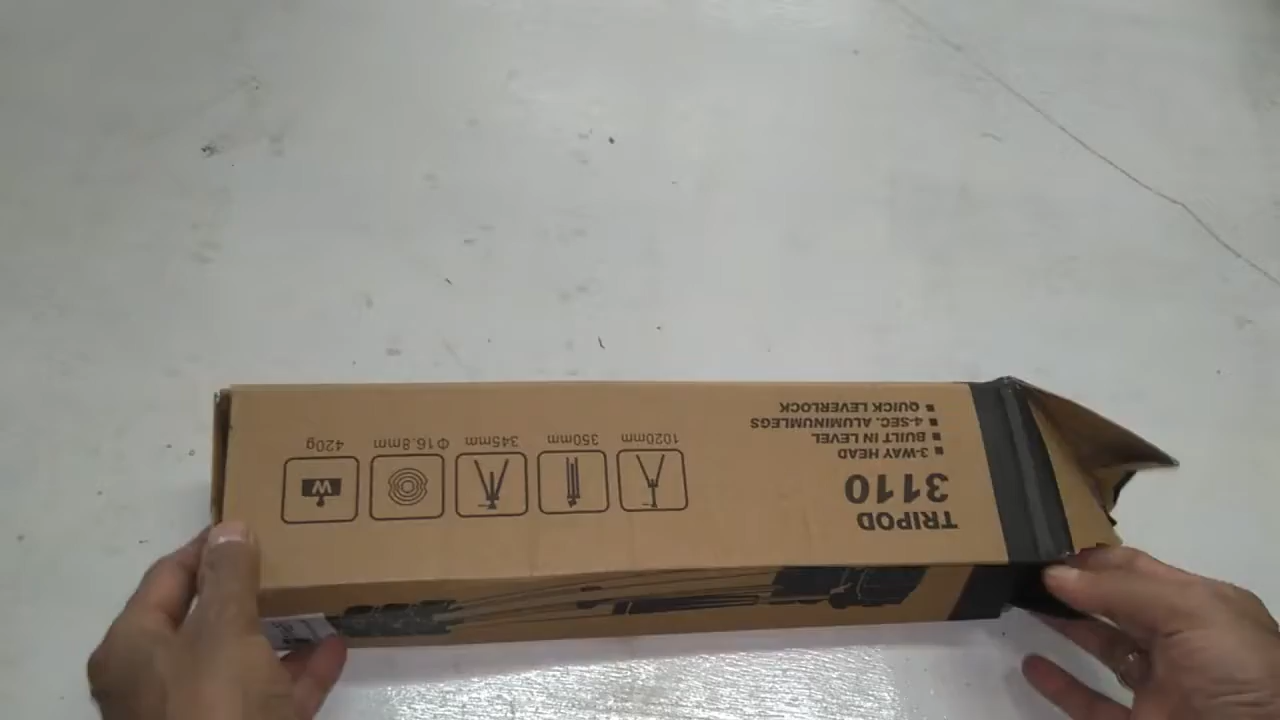 TRIPOD
3110
■ 3-WAY HEAD
■ BUILT IN LEVEL
■ 4-SEC. ALUMINUMLEGS
■ QUICK LEVERLOCK
1020mm
350mm
345mm
Φ16.8mm
W
420g